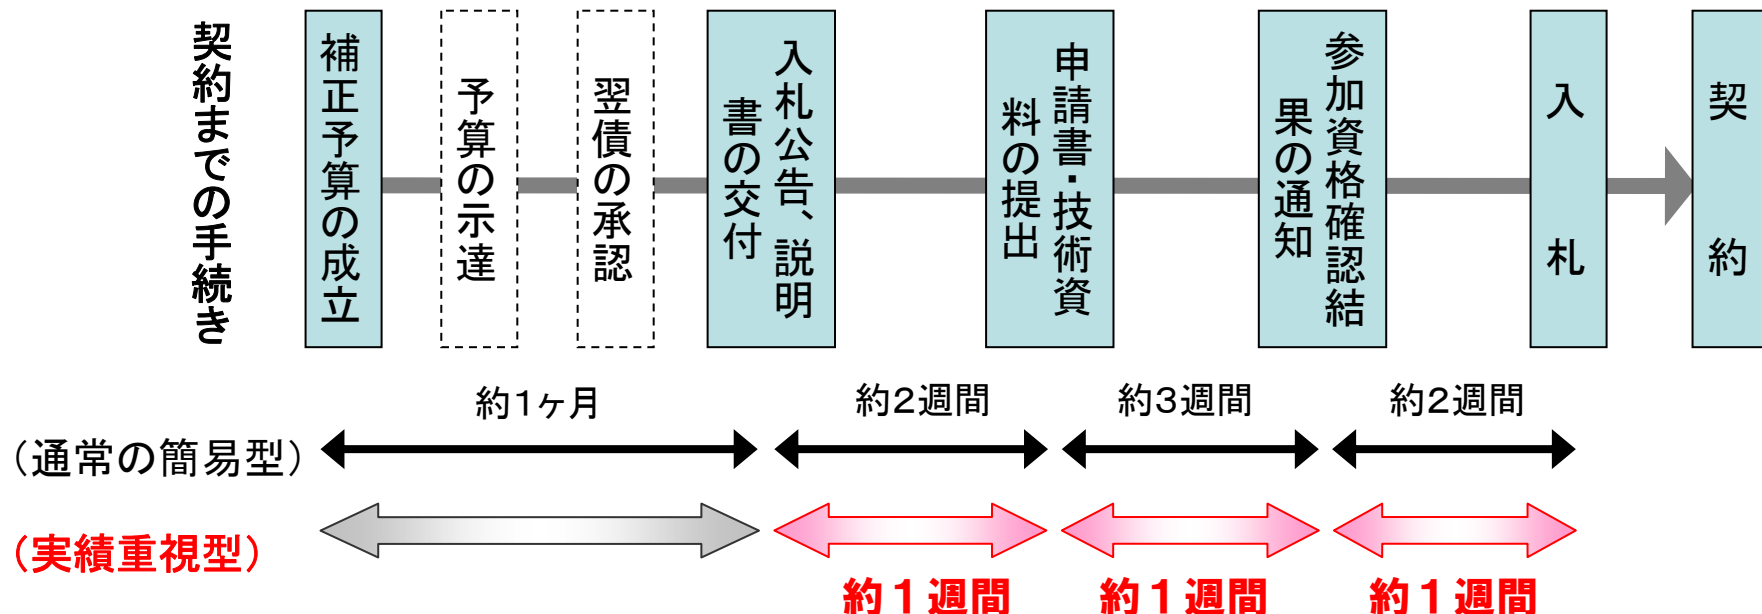 契約までの手続き
補正予算の成立
予算の示達
翌債の承認
入札公告、説明
書の交付
申請書・技術資
料の提出
参加資格確認結
果の通知
入札
契約
約1ヶ月
約2週間
約3週間
約2週間
（通常の簡易型）
（実績重視型）
約１週間
約１週間
約１週間